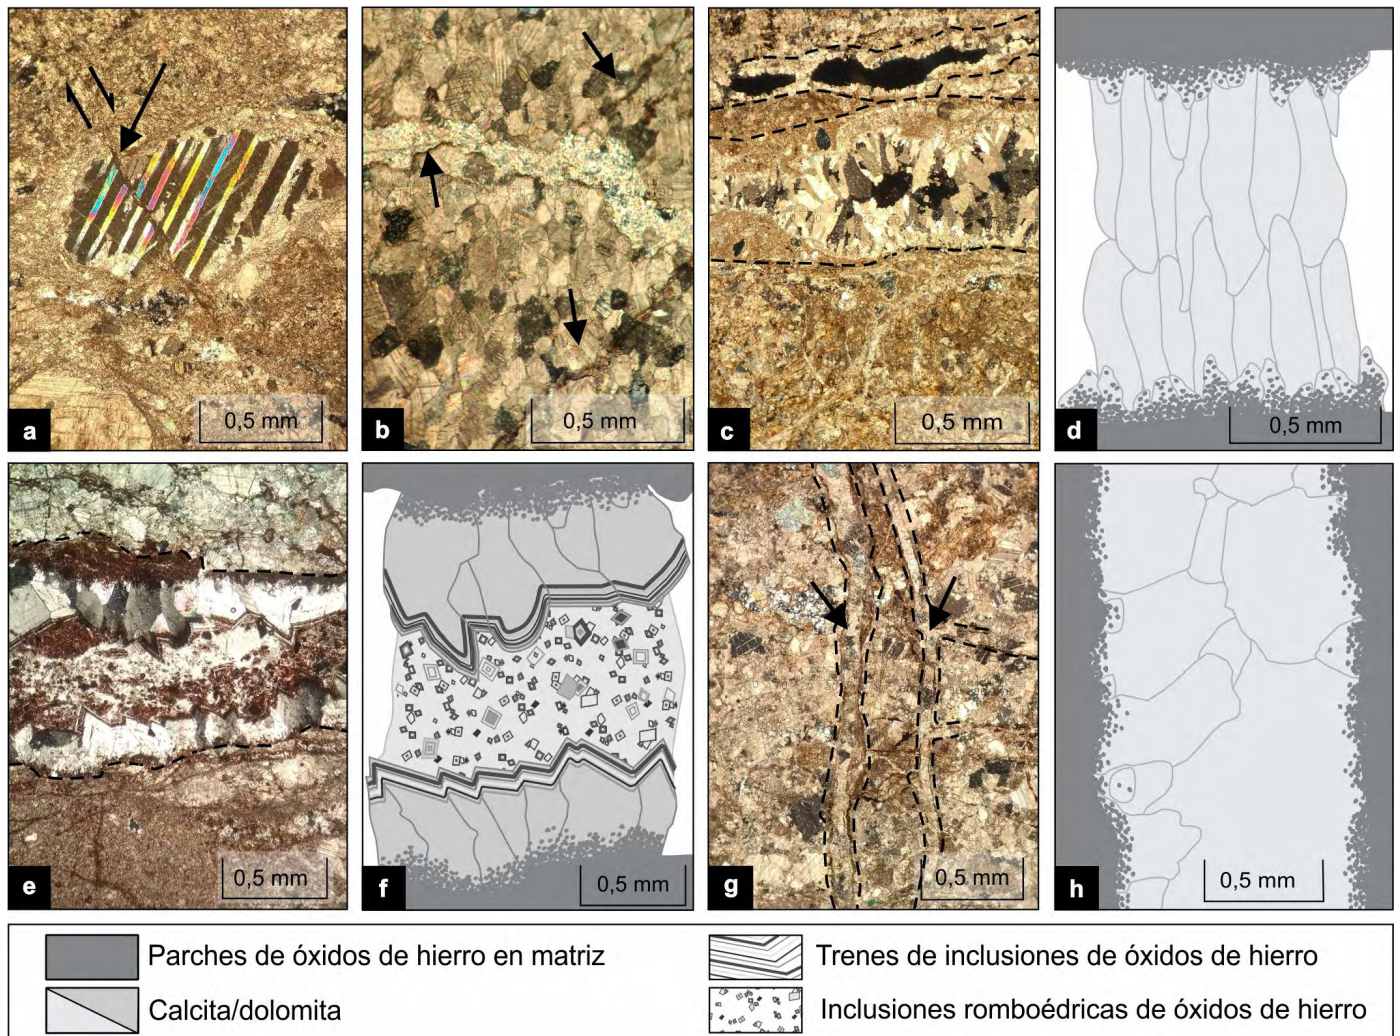 a
0,5 mm
b
0,5 mm
c
0,5 mm
d
0,5 mm
e
0,5 mm
f
0,5 mm
g
0,5 mm
h
0,5 mm
Parches de óxidos de hierro en matriz
Trenes de inclusiones de óxidos de hierro
Calcita/dolomita
Inclusiones romboédricas de óxidos de hierro